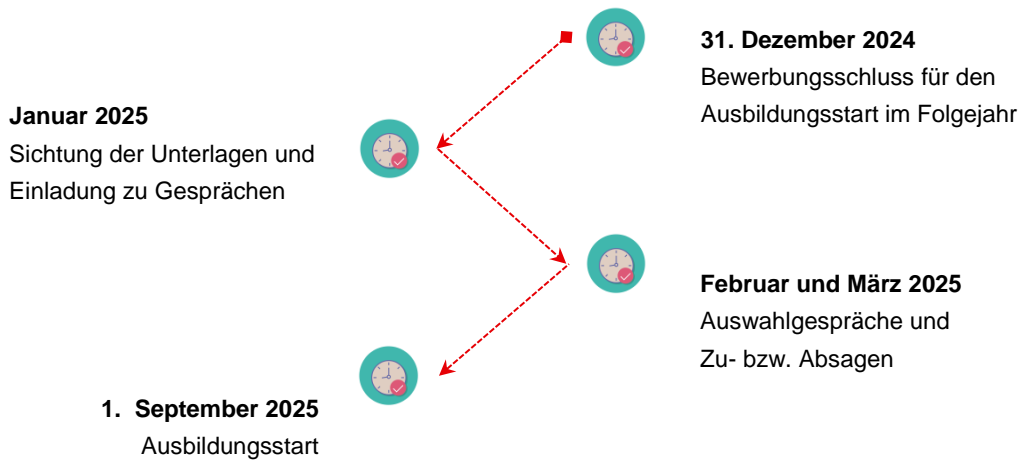 31. Dezember 2024
Bewerbungsschluss für den
Ausbildungsstart im Folgejahr
Januar 2025
Sichtung der Unterlagen und
Einladung zu Gesprächen
Februar und März 2025
Auswahlgespräche und
Zu- bzw. Absagen
1. September 2025
Ausbildungsstart